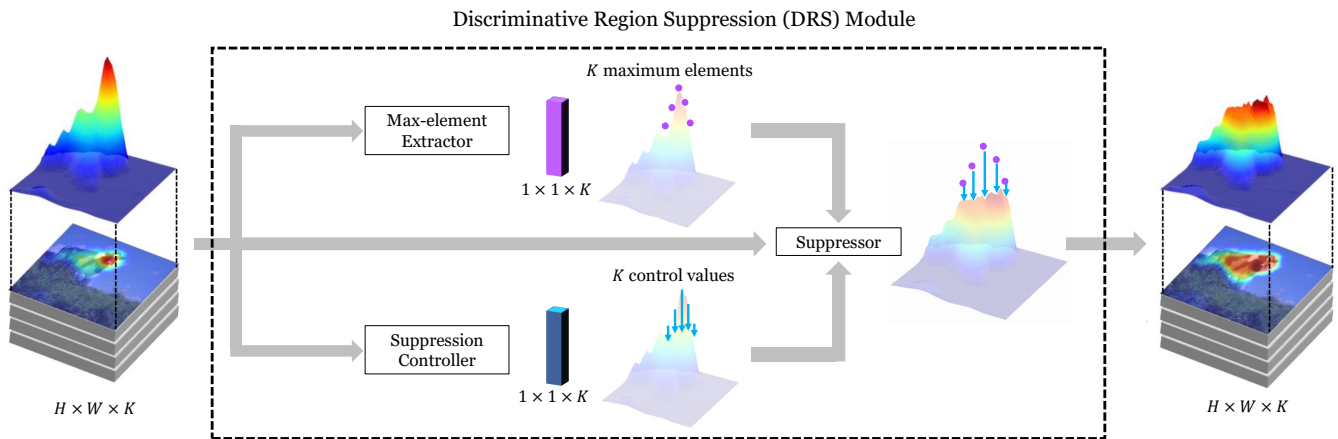 Discriminative Region Suppression (DRS) Module
K maximum elements
Max-element
Extractor
1 × 1 × K
Suppressor
K control values
Suppression
Controller
1 × 1 × K
H × W × K
H × W × K